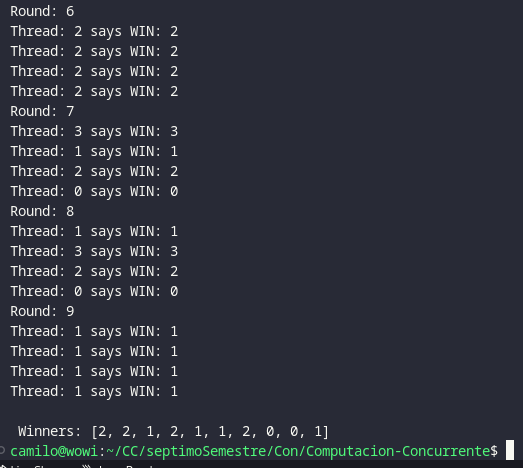 Round: 6
Thread: 2 says WIN: 2
Thread: 2 says WIN: 2
Thread: 2 says WIN: 2
Thread: 2 says WIN: 2
Round: 7
Thread: 3 says WIN: 3
Thread: 1 says WIN: 1
Thread: 2 says WIN: 2
Thread: 0 says WIN: 0
Round: 8
Thread: 1 says WIN: 1
Thread: 3 says WIN: 3
Thread: 2 says WIN: 2
Thread: 0 says WIN: 0
Round: 9
Thread: 1 says WIN: 1
Thread: 1 says WIN: 1
Thread: 1 says WIN: 1
Thread: 1 says WIN: 1
Winners: [2, 2, 1, 2, 1, 1, 2, 0, 0, 1]
camilo@wowi:~/CC/septimoSemestre/Con/Computacion-Concurrente$